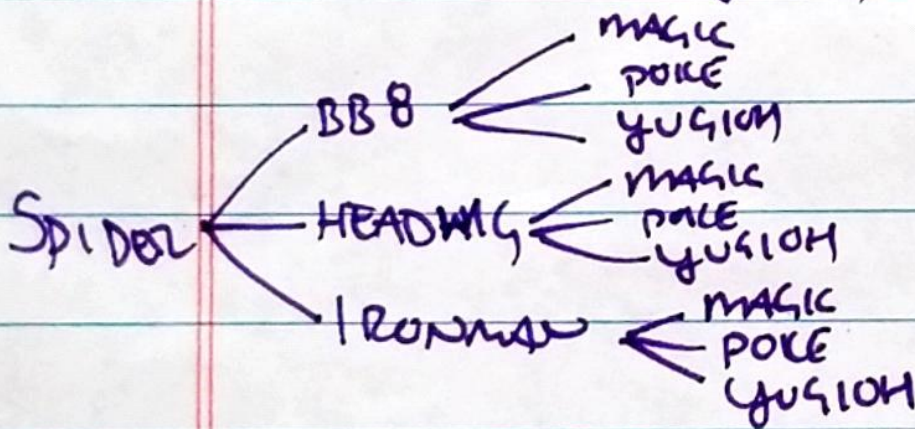 MAGIC
BB8 POKE
YUGIOH
MAGIC
SPIDER HEADWIG POKE
YUGIOH
MAGIC
IRONMAN POKE
YUGIOH